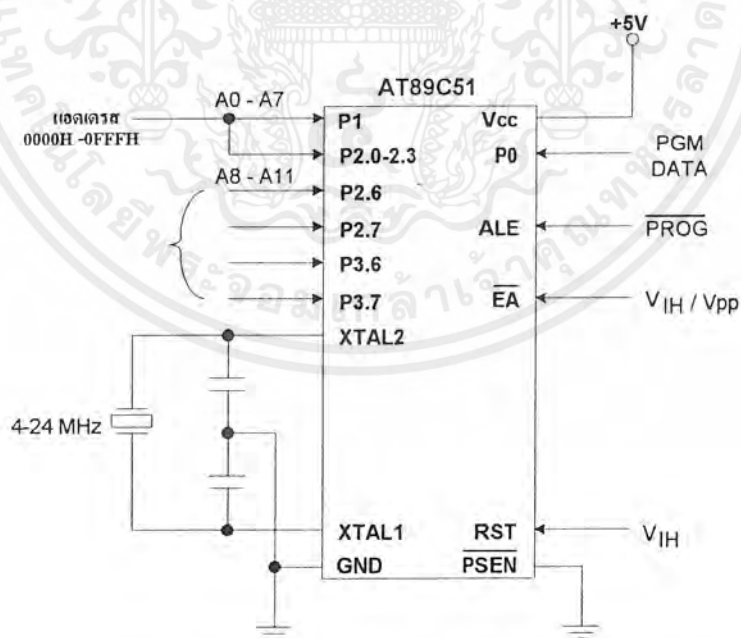 +5V
AT89C51
แอดเดรส
0000H -0FFFH
A0 - A7
A8 - A11
P1
P2.0-2.3
P2.6
P2.7
P3.6
P3.7
XTAL2
XTAL1
GND
Vcc
P0
ALE
EA
RST
PSEN
PGM
DATA
PROG
VIH / Vpp
VIH
4-24 MHz